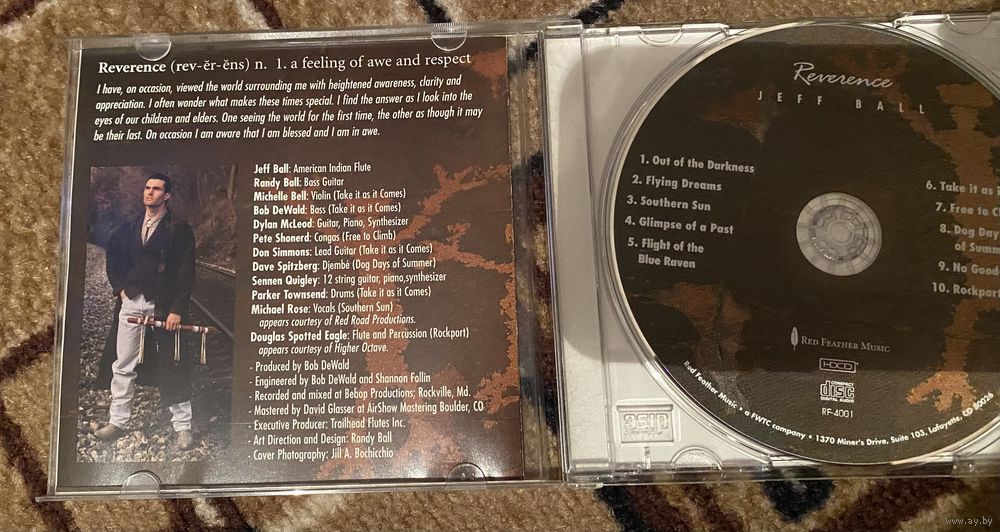 Reverence (rev-ĕr-ĕns) n. 1. a feeling of awe and respect
I have, on occasion, viewed the world surrounding me with heightened awareness, clarity and
appreciation. I often wonder what makes these times special. I find the answer as I look into the
eyes of our children and elders. One seeing the world for the first time, the other as though it may
be their last. On occasion I am aware that I am blessed and I am in awe.
Jeff Ball: American Indian Flute
Randy Ball: Bass Guitar
Michelle Bell: Violin (Take it as it Comes)
Bob DeWald: Bass (Take it as it Comes)
Dylan McLeod: Guitar, Piano, Synthesizer
Pete Shonerd: Congas (Free to Climb)
Don Simmons: Lead Guitar (Take it as it Comes)
Dave Spitzberg: Djembé (Dog Days of Summer)
Sennen Quigley: 12 string guitar, piano,synthesizer
Parker Townsend: Drums (Take it as it Comes)
Michael Rose: Vocals (Southern Sun)
appears courtesy of Red Road Productions.
Douglas Spotted Eagle: Flute and Percussion (Rockport)
appears courtesy of Higher Octave.
- Produced by Bob DeWald
- Engineered by Bob DeWald and Shannon Follin
- Recorded and mixed at Bebop Productions; Rockville, Md.
- Mastered by David Glasser at AirShow Mastering Boulder, CO
- Executive Producer: Trailhead Flutes Inc.
- Art Direction and Design: Randy Ball
- Cover Photography: Jill A. Bochicchio
Reverence
JEFF BALL
1. Out of the Darkness
2. Flying Dreams
3. Southern Sun
4. Glimpse of a Past
5. Flight of the
Blue Raven
6. Take it as
7. Free to C
8. Dog Day
of Summ
9. No Good
10. Rockport
RED FEATHER MUSIC
HDCD
COMPACT
disc
DIGITAL AUDIO
RF-4001
Red Feather Music • a FWTC company • 1370 Miner's Drive, Suite 103, Lafayette, CO 80026
www.ay.by